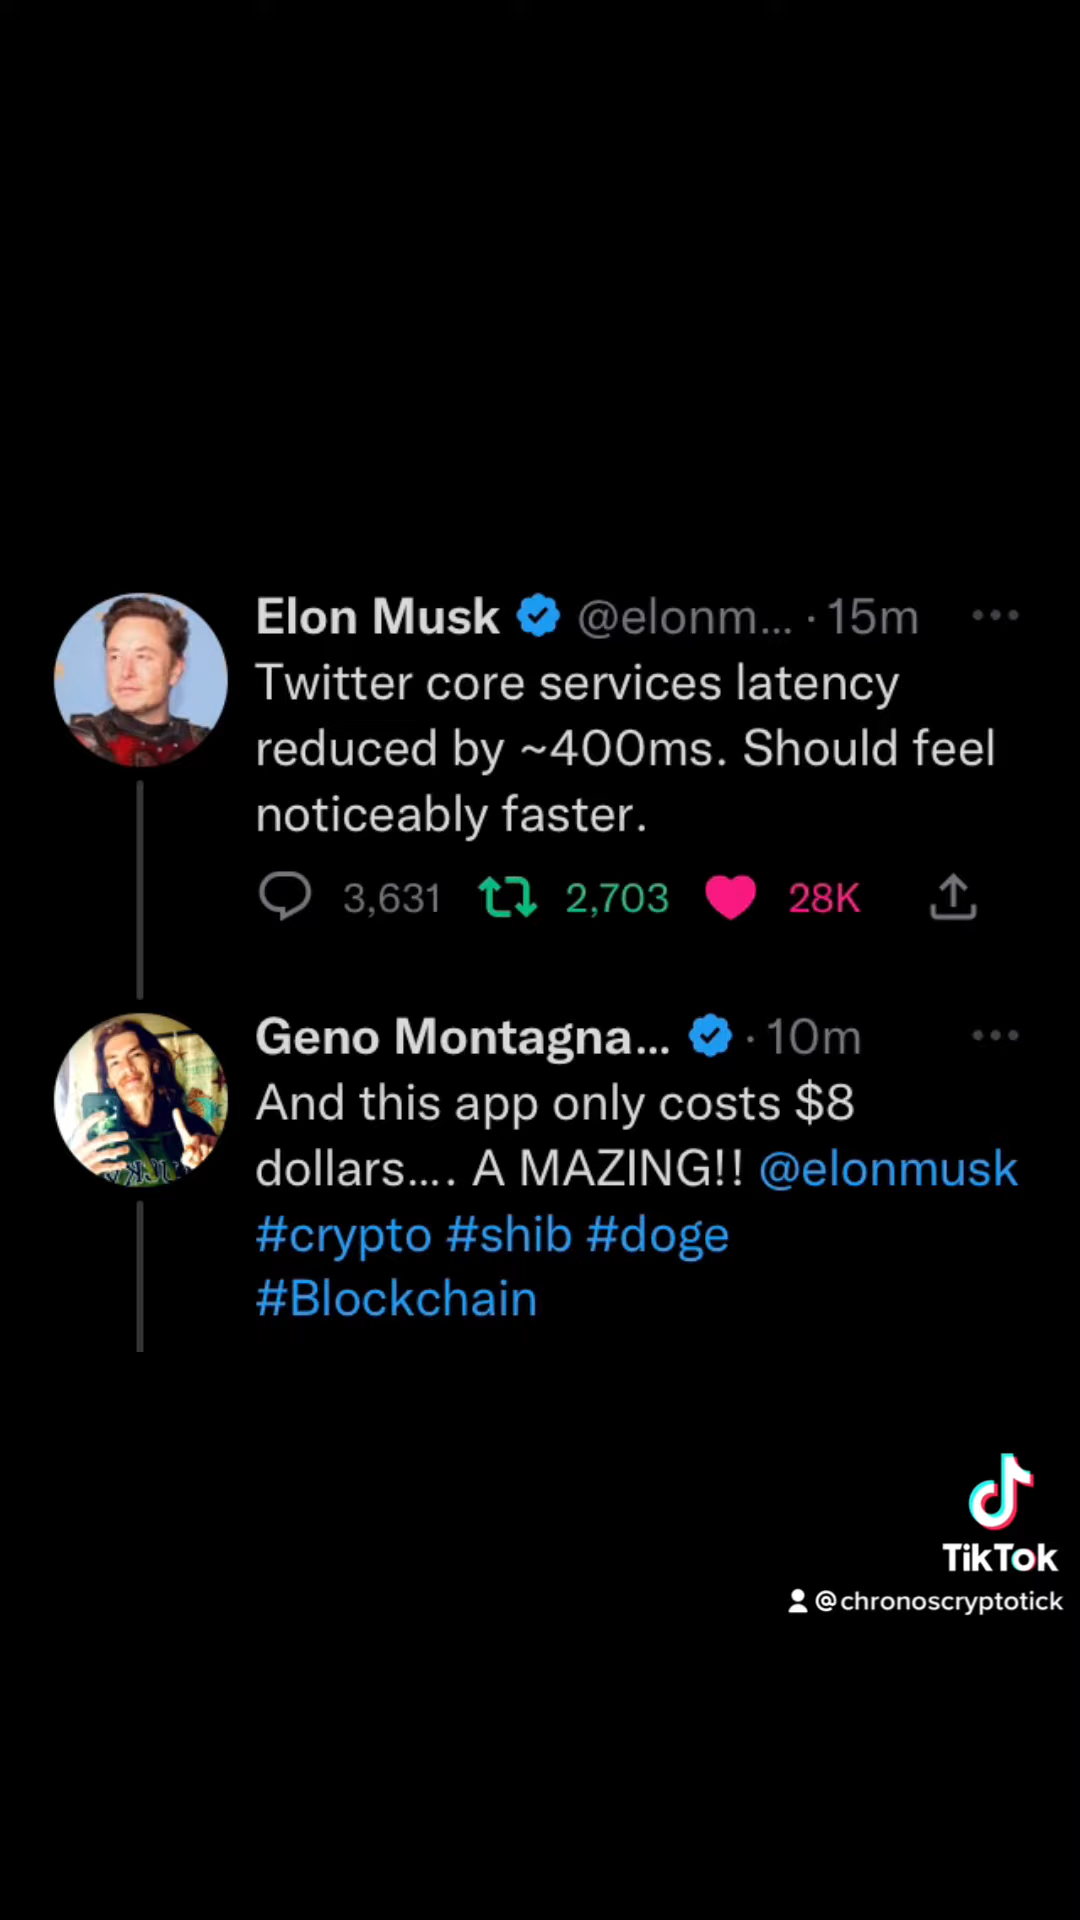 Elon Musk @elonm... · 15m
Twitter core services latency
reduced by ~400ms. Should feel
noticeably faster.
3,631 2,703 28K
Geno Montagna... · 10m
And this app only costs $8
dollars.... A MAZING!! @elonmusk
#crypto #shib #doge
#Blockchain
TikTok
@chronoscryptotick